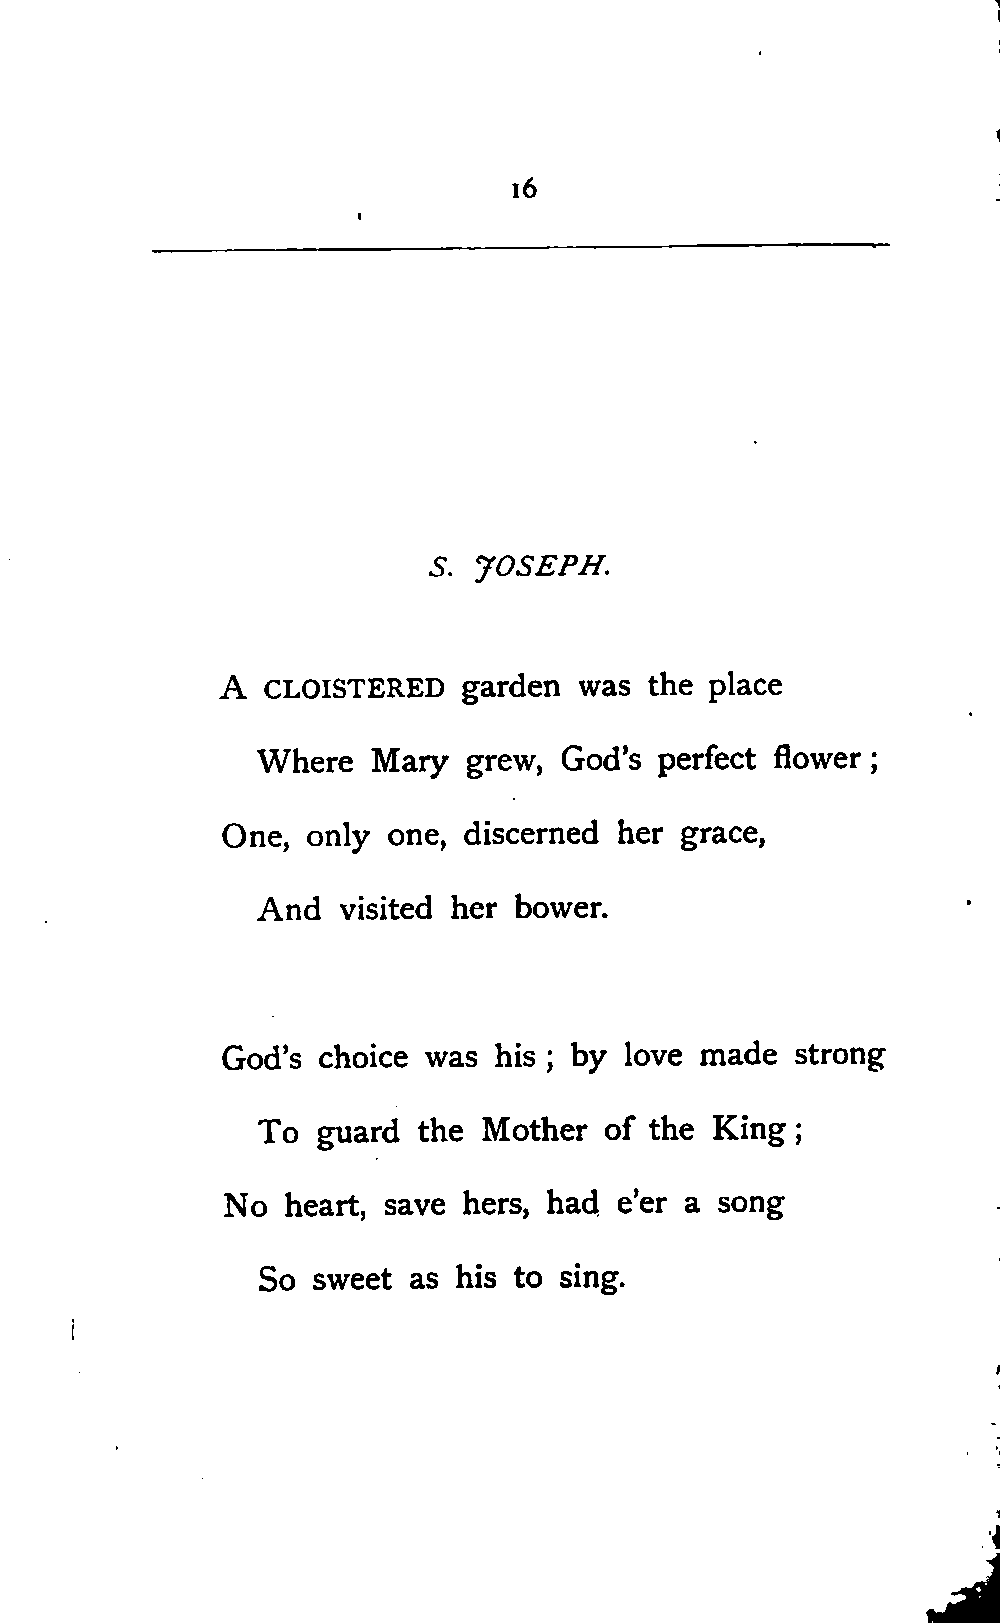 16
S. JOSEPH.
A CLOISTERED garden was the place
Where Mary grew, God's perfect flower ;
One, only one, discerned her grace,
And visited her bower.
God's choice was his ; by love made strong
To guard the Mother of the King ;
No heart, save hers, had e'er a song
So sweet as his to sing.